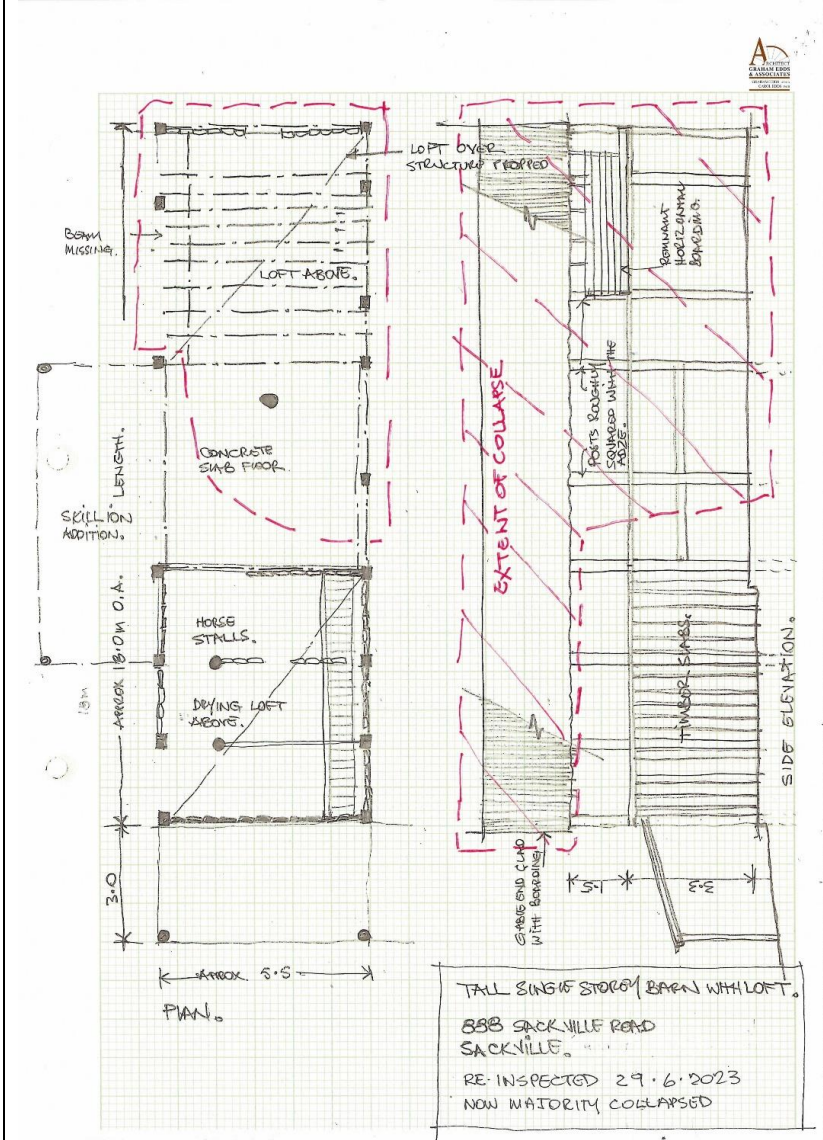 ARCHITECT
GRAHAM EDDS
& ASSOCIATES
LOFT OVER
STRUCTURE PROPPED
BEAM
MISSING.
LOFT ABOVE.
CONCRETE
SLAB FLOOR.
SKILLION
ADDITION.
APPROX 18.0M O.A. LENGTH.
18M
HORSE
STALLS.
DRYING LOFT
ABOVE.
3.0
APPROX. 5.5
PLAN.
EXTENT OF COLLAPSE
REMNANT
HORIZONTAL
BOARDING.
POSTS ROUGHLY
SQUARED WITH THE
ADZE.
TIMBER SLABS.
SIDE ELEVATION.
GABLE END CLAD
WITH BOARDING
1.5
3.3
TALL SINGLE STOREY BARN WITH LOFT.
888 SACKVILLE ROAD
SACKVILLE.
RE-INSPECTED 29.6.2023
NOW MAJORITY COLLAPSED